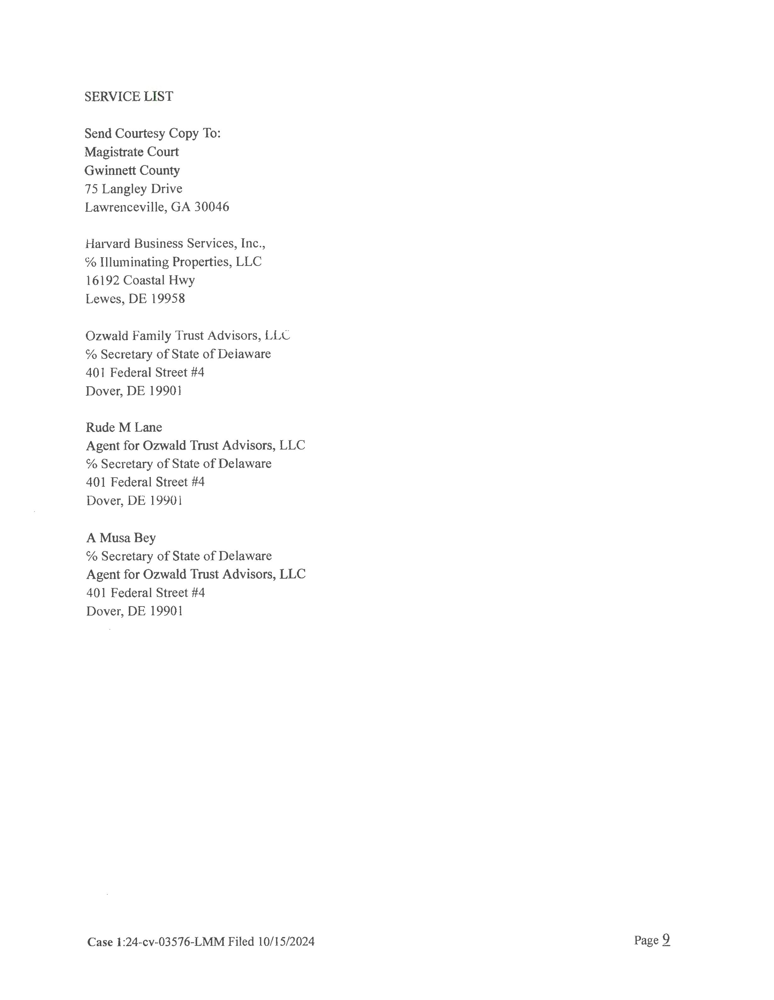 SERVICE LIST
Send Courtesy Copy To:
Magistrate Court
Gwinnett County
75 Langley Drive
Lawrenceville, GA 30046
Harvard Business Services, Inc.,
℅ Illuminating Properties, LLC
16192 Coastal Hwy
Lewes, DE 19958
Ozwald Family Trust Advisors, LLC
℅ Secretary of State of Delaware
401 Federal Street #4
Dover, DE 19901
Rude M Lane
Agent for Ozwald Trust Advisors, LLC
℅ Secretary of State of Delaware
401 Federal Street #4
Dover, DE 19901
A Musa Bey
℅ Secretary of State of Delaware
Agent for Ozwald Trust Advisors, LLC
401 Federal Street #4
Dover, DE 19901
Case 1:24-cv-03576-LMM Filed 10/15/2024 Page 9